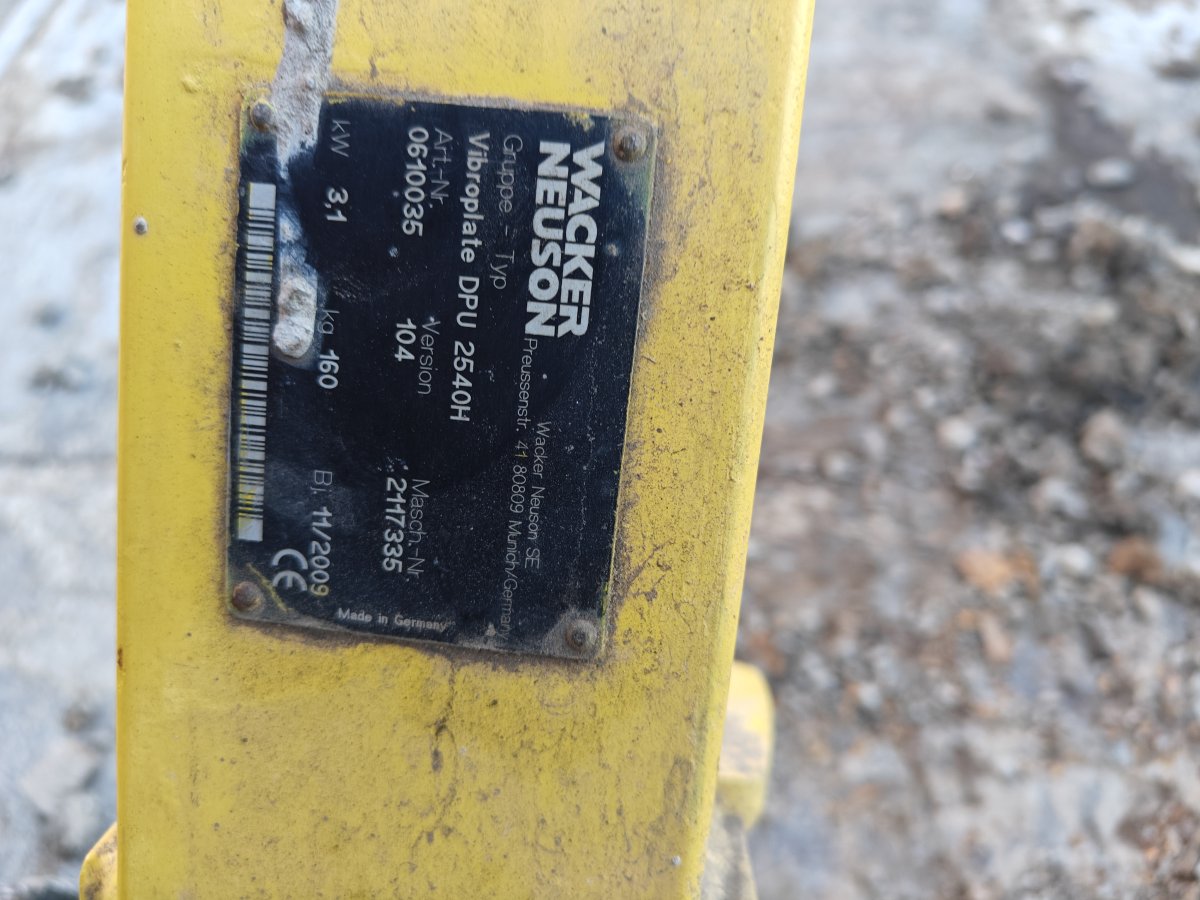 WACKER
NEUSON
Wacker Neuson SE
Preussenstr. 41 80809 Munich/Germany
Gruppe - Typ
Vibroplate DPU 2540H
Art.-Nr. Version Masch.-Nr.
0610035 104 2117335
kW 3,1 kg 160 Bj. 11/2009
CE
Made in Germany